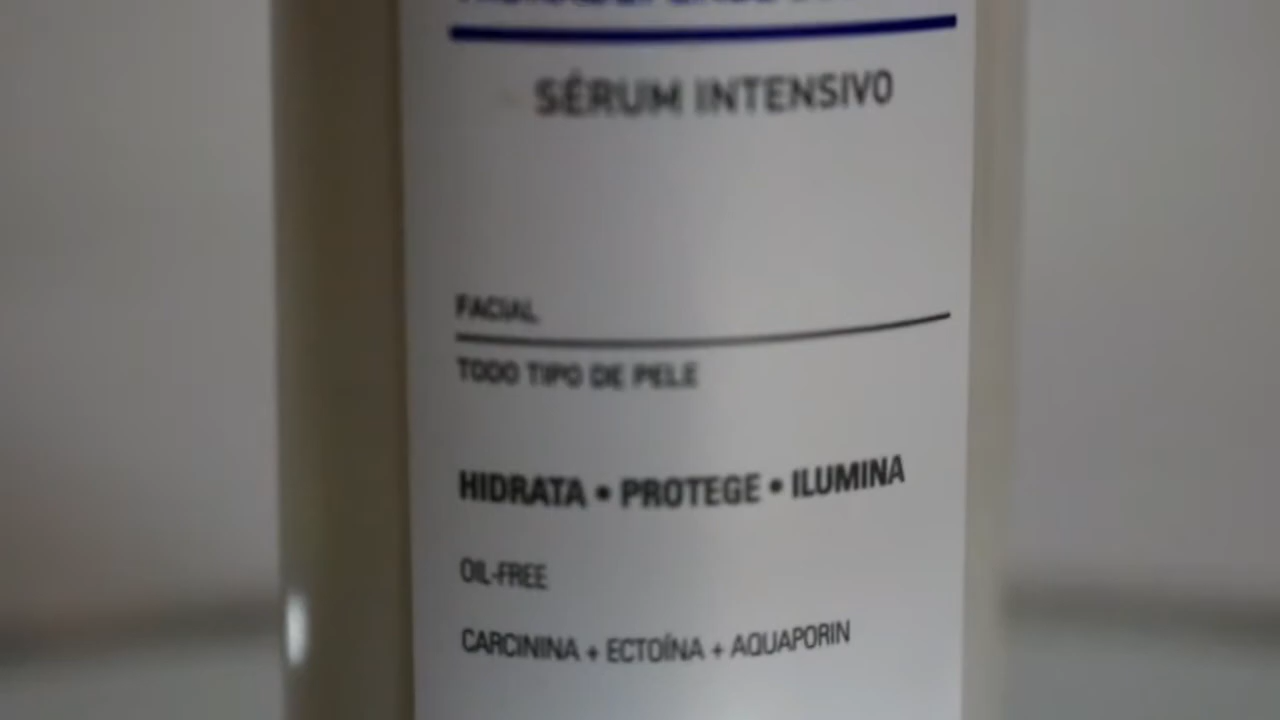 SÉRUM INTENSIVO
FACIAL
TODO TIPO DE PELE
HIDRATA • PROTEGE • ILUMINA
OIL-FREE
CARCININA + ECTOÍNA + AQUAPORIN